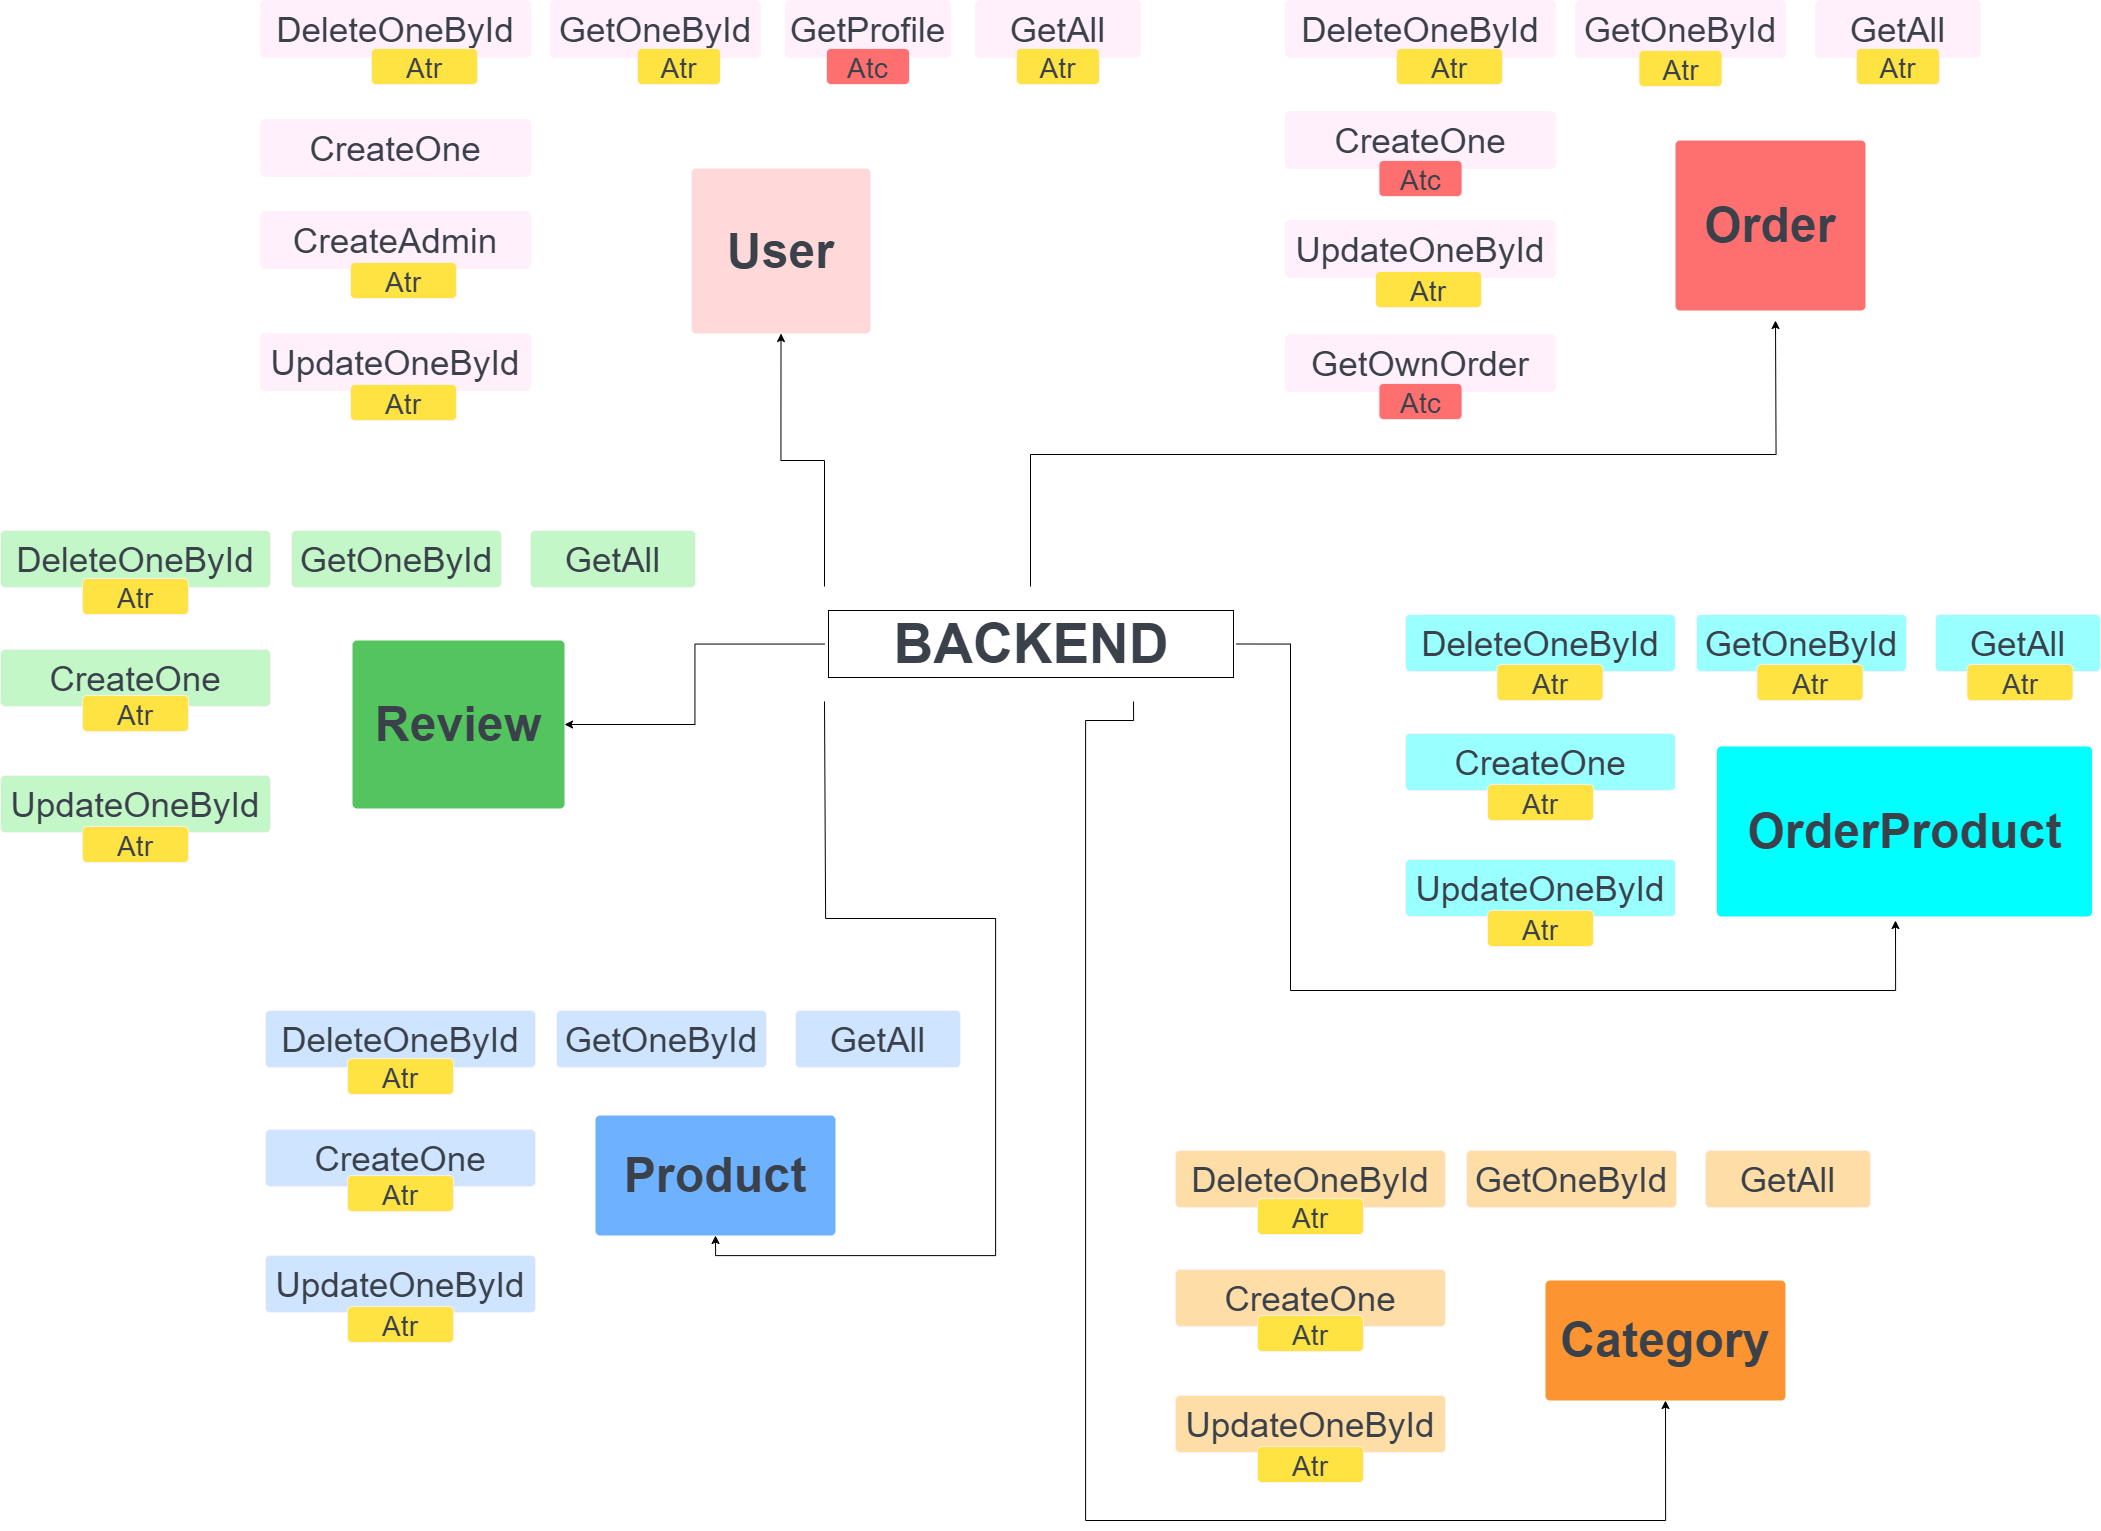 DeleteOneById
Atr
GetOneById
Atr
GetProfile
Atc
GetAll
Atr
CreateOne
CreateAdmin
Atr
UpdateOneById
Atr
User
DeleteOneById
Atr
GetOneById
Atr
GetAll
Atr
CreateOne
Atc
UpdateOneById
Atr
GetOwnOrder
Atc
Order
DeleteOneById
Atr
GetOneById
GetAll
CreateOne
Atr
UpdateOneById
Atr
Review
BACKEND
DeleteOneById
Atr
GetOneById
Atr
GetAll
Atr
CreateOne
Atr
UpdateOneById
Atr
OrderProduct
DeleteOneById
Atr
GetOneById
GetAll
CreateOne
Atr
UpdateOneById
Atr
Product
DeleteOneById
Atr
GetOneById
GetAll
CreateOne
Atr
UpdateOneById
Atr
Category